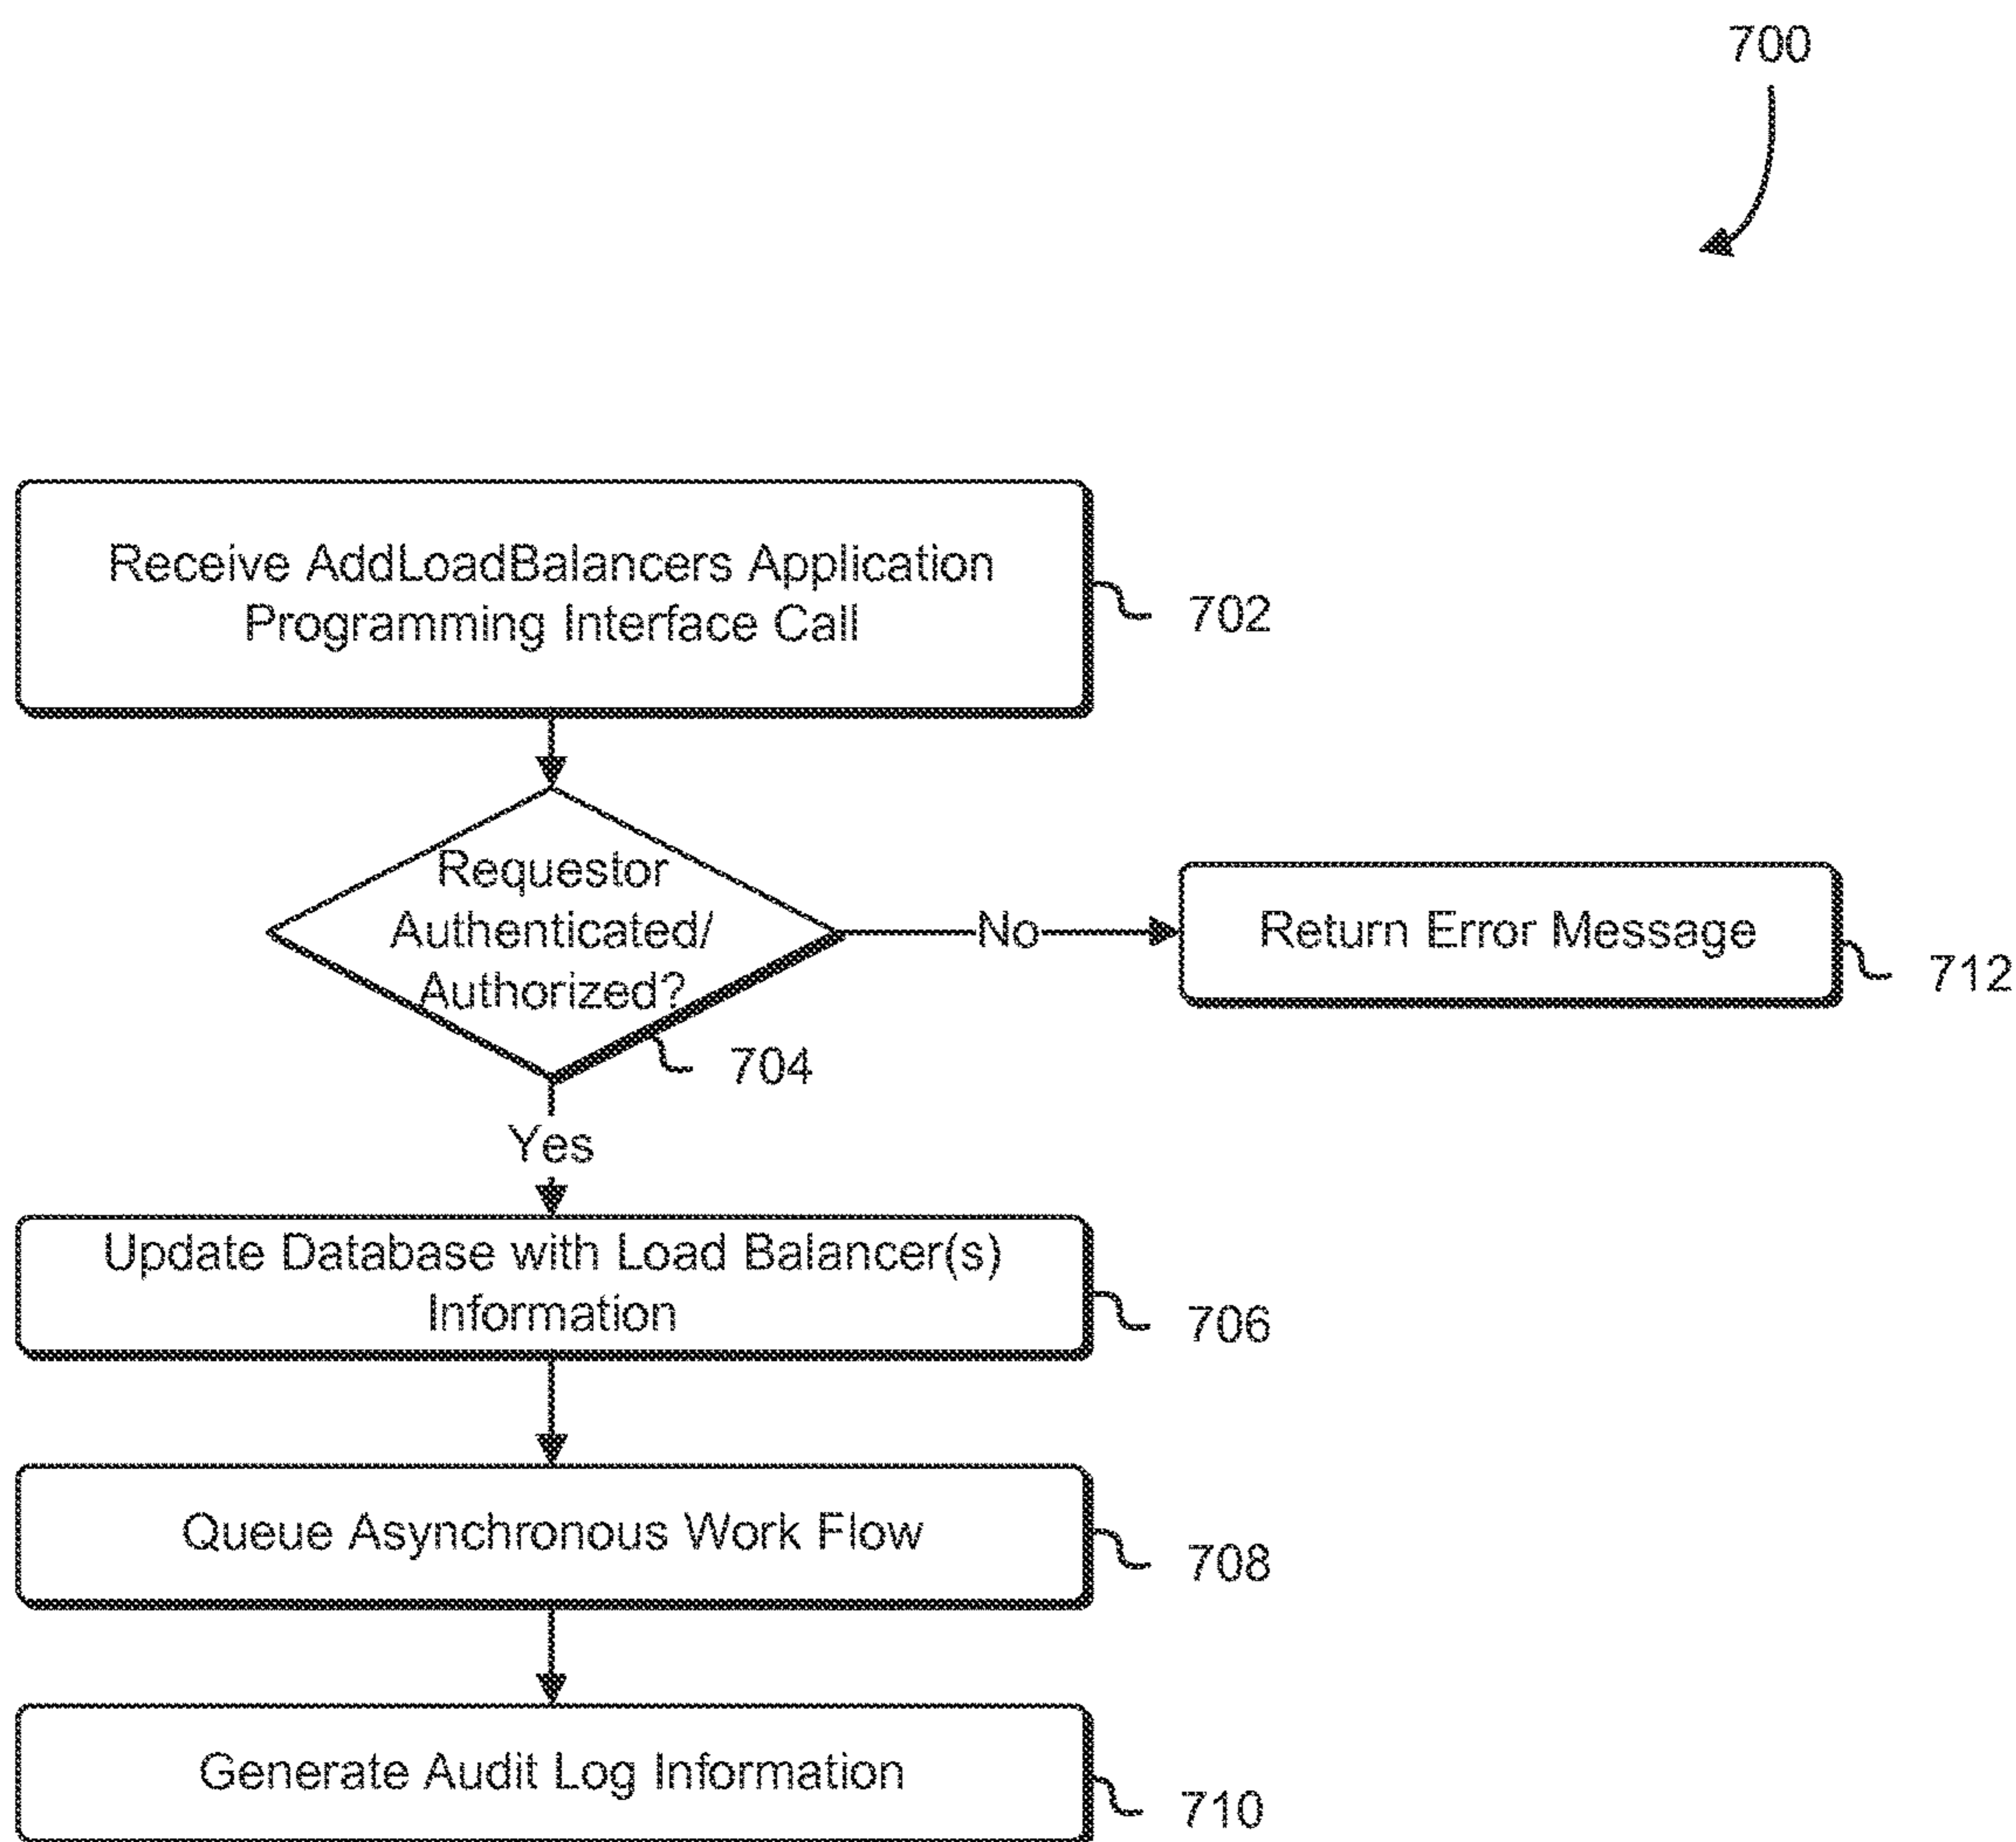 700
Receive AddLoadBalancers Application
Programming Interface Call
702
Requestor
Authenticated/
Authorized?
704
No
Return Error Message
712
Yes
Update Database with Load Balancer(s)
Information
706
Queue Asynchronous Work Flow
708
Generate Audit Log Information
710